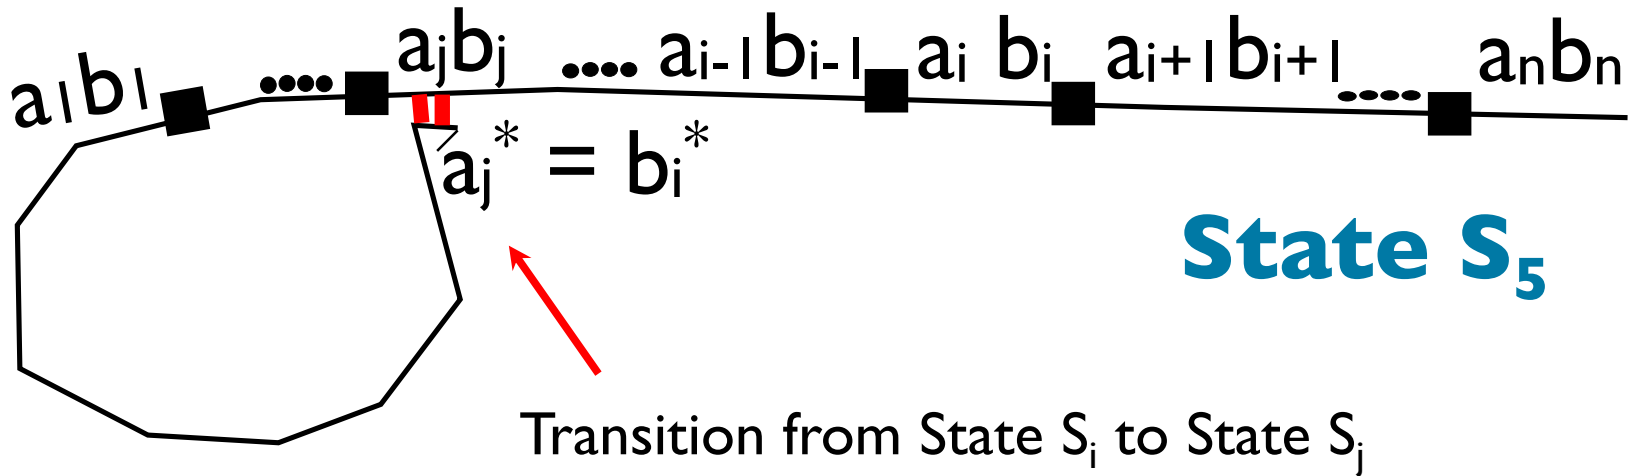 a₁b₁ •••• aⱼbⱼ •••• aᵢ₋₁bᵢ₋₁ aᵢ bᵢ aᵢ₊₁bᵢ₊₁ •••• aₙbₙ
aⱼ* = bᵢ*
State S₅
Transition from State Sᵢ to State Sⱼ